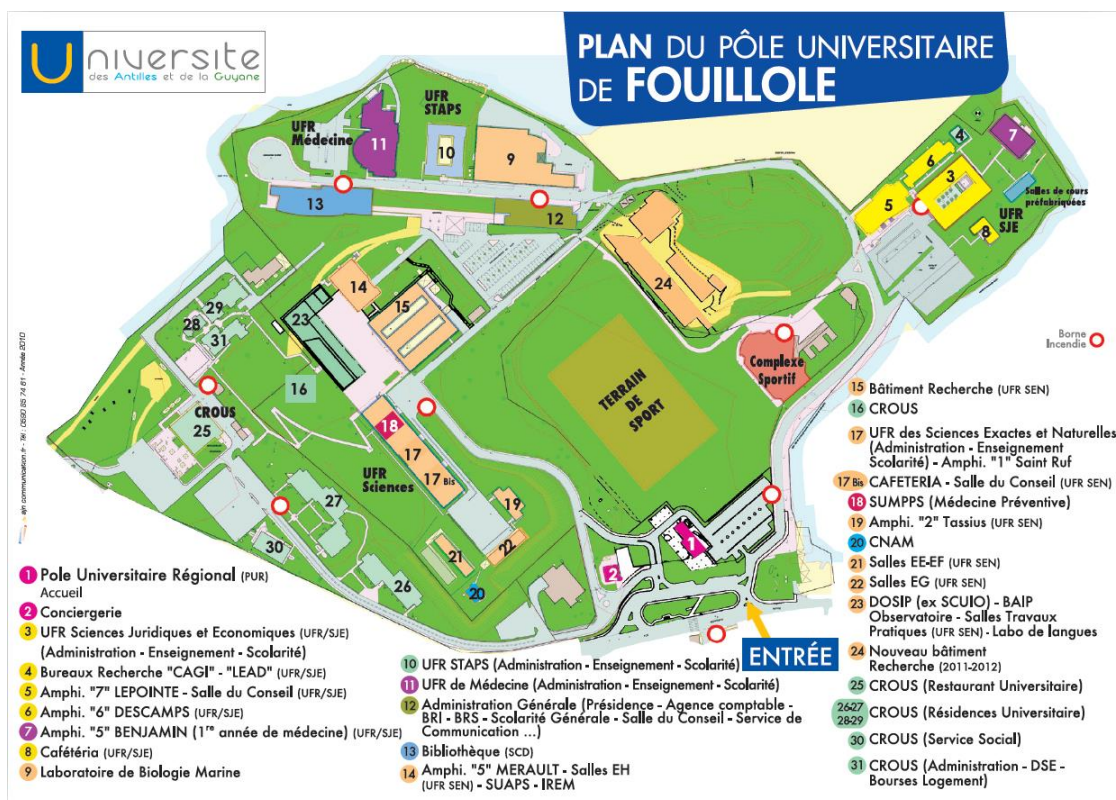 Universite
des Antilles et de la Guyane
PLAN DU PÔLE UNIVERSITAIRE
DE FOUILLOLE
UFR
STAPS
UFR
Médecine
11
10
9
13
12
4
7
6
3
5
8
Salles de cours
préfabriquées
UFR
SJE
14
15
23
24
29
28
31
16
CROUS
25
18
17
17 Bis
UFR
Sciences
TERRAIN
DE
SPORT
Complexe
Sportif
Borne
Incendie
27
30
26
19
21
22
20
1
2
ENTRÉE
ajn communication.fr - Tél : 0590 85 74 81 - Année 2010
1 Pole Universitaire Régional (PUR)
Accueil
2 Conciergerie
3 UFR Sciences Juridiques et Economiques (UFR/SJE)
(Administration - Enseignement - Scolarité)
4 Bureaux Recherche "CAGI" - "LEAD" (UFR/SJE)
5 Amphi. "7" LEPOINTE - Salle du Conseil (UFR/SJE)
6 Amphi. "6" DESCAMPS (UFR/SJE)
7 Amphi. "5" BENJAMIN (1re année de médecine) (UFR/SJE)
8 Cafétéria (UFR/SJE)
9 Laboratoire de Biologie Marine
10 UFR STAPS (Administration - Enseignement - Scolarité)
11 UFR de Médecine (Administration - Enseignement - Scolarité)
12 Administration Générale (Présidence - Agence comptable -
BRI - BRS - Scolarité Générale - Salle du Conseil - Service de
Communication ...)
13 Bibliothèque (SCD)
14 Amphi. "5" MERAULT - Salles EH
(UFR SEN) - SUAPS - IREM
15 Bâtiment Recherche (UFR SEN)
16 CROUS
17 UFR des Sciences Exactes et Naturelles
(Administration - Enseignement
Scolarité) - Amphi. "1" Saint Ruf
17 Bis CAFETERIA - Salle du Conseil (UFR SEN)
18 SUMPPS (Médecine Préventive)
19 Amphi. "2" Tassius (UFR SEN)
20 CNAM
21 Salles EE-EF (UFR SEN)
22 Salles EG (UFR SEN)
23 DOSIP (ex SCUIO) - BAIP
Observatoire - Salles Travaux
Pratiques (UFR SEN) - Labo de langues
24 Nouveau bâtiment
Recherche (2011-2012)
25 CROUS (Restaurant Universitaire)
26-27
28-29 CROUS (Résidences Universitaire)
30 CROUS (Service Social)
31 CROUS (Administration - DSE -
Bourses Logement)